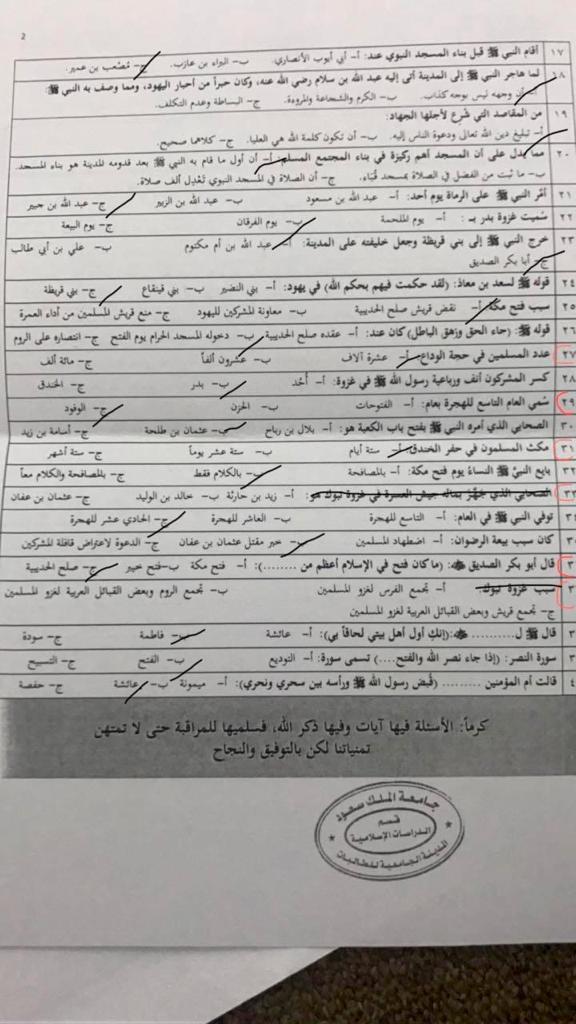 2
١٧ أقام النبي ﷺ قبل بناء المسجد النبوي عند: أ- أبي أيوب الأنصاري. ب- البراء بن عازب. ج- مصعب بن عمير.
١٨ لما هاجر النبي ﷺ إلى المدينة أتى إليه عبد الله بن سلام رضي الله عنه، وكان حبراً من أحبار اليهود، ومما وصف به النبي ﷺ:
أ- أن وجهه ليس بوجه كذاب. ب- الكرم والشجاعة والمروءة. ج- البساطة وعدم التكلف.
١٩ من المقاصد التي شُرع لأجلها الجهاد:
أ- تبليغ دين الله تعالى ودعوة الناس إليه. ب- أن تكون كلمة الله هي العليا. ج- كلاهما صحيح.
٢٠ مما يدل على أن المسجد أهم ركيزة في بناء المجتمع المسلم: أ- أن أول ما قام به النبي ﷺ بعد قدومه المدينة هو بناء المسجد.
ب- ما ثبت من الفضل في الصلاة بمسجد قباء. ج- أن الصلاة في المسجد النبوي تعدل ألف صلاة.
٢١ أمّر النبي ﷺ على الرماة يوم أحد: أ- عبد الله بن مسعود ب- عبد الله بن الزبير ج- عبد الله بن جبير
٢٢ سُميت غزوة بدر بـ: أ- يوم الملحمة ب- يوم الفرقان ج- يوم البيعة
٢٣ خرج النبي ﷺ إلى بني قريظة وجعل خليفته على المدينة: أ- عبد الله بن أم مكتوم ب- علي بن أبي طالب
ج- أبا بكر الصديق
٢٤ قوله ﷺ لسعد بن معاذ: (لقد حكمت فيهم بحكم الله) في يهود: أ- بني النضير ب- بني قينقاع ج- بني قريظة
٢٥ سبب فتح مكة: أ- نقض قريش صلح الحديبية ب- معاونة المشركين لليهود ج- منع قريش المسلمين من أداء العمرة
٢٦ قوله ﷺ: (جاء الحق وزهق الباطل) كان عند: أ- عقده صلح الحديبية ب- دخوله المسجد الحرام يوم الفتح ج- انتصاره على الروم
٢٧ عدد المسلمين في حجة الوداع: أ- عشرة آلاف ب- عشرون ألفاً ج- مائة ألف
٢٨ كسر المشركون أنف ورباعية رسول الله ﷺ في غزوة: أ- أُحُد ب- بدر ج- الخندق
٢٩ سُمي العام التاسع للهجرة بعام: أ- الفتوحات ب- الحزن ج- الوفود
٣٠ الصحابي الذي أمره النبي ﷺ بفتح باب الكعبة هو: أ- بلال بن رباح ب- عثمان بن طلحة ج- أسامة بن زيد
٣١ مكث المسلمون في حفر الخندق: أ- ستة أيام ب- ستة عشر يوماً ج- ستة أشهر
٣٢ بايع النبي ﷺ النساء يوم فتح مكة: أ- بالمصافحة ب- بالكلام فقط ج- بالمصافحة والكلام معاً
٣٣ الصحابي الذي جهّز بماله جيش العسرة في غزوة تبوك هو: أ- زيد بن حارثة ب- خالد بن الوليد ج- عثمان بن عفان
٣٤ توفي النبي ﷺ في العام: أ- التاسع للهجرة ب- العاشر للهجرة ج- الحادي عشر للهجرة
٣٥ كان سبب بيعة الرضوان: أ- اضطهاد المسلمين ب- خبر مقتل عثمان بن عفان ج- الدعوة لاعتراض قافلة المشركين
٣ قال أبو بكر الصديق ﵁: (ما كان فتح في الإسلام أعظم من ........): أ- فتح مكة ب- فتح خيبر ج- صلح الحديبية
٣ سبب غزوة تبوك: أ- تجمع الفرس لغزو المسلمين ب- تجمع الروم وبعض القبائل العربية لغزو المسلمين
ج- تجمع قريش وبعض القبائل العربية لغزو المسلمين
٣ قال ﷺ لـ ......... ﵂: (إنك أول أهل بيتي لحاقاً بي): أ- عائشة ب- فاطمة ج- سودة
٣ سورة النصر: (إذا جاء نصر الله والفتح...) تسمى سورة: أ- التوديع ب- الفتح ج- التسبيح
٤ قالت أم المؤمنين ......... (قُبض رسول الله ﷺ ورأسه بين سحري ونحري): أ- ميمونة ب- عائشة ج- حفصة
كرماً: الأسئلة فيها آيات وفيها ذكر الله، فسلميها للمراقبة حتى لا تمتهن
تمنياتنا لكن بالتوفيق والنجاح
جامعة الملك سعود
قسم
الدراسات الإسلامية
المدينة الجامعية للطالبات